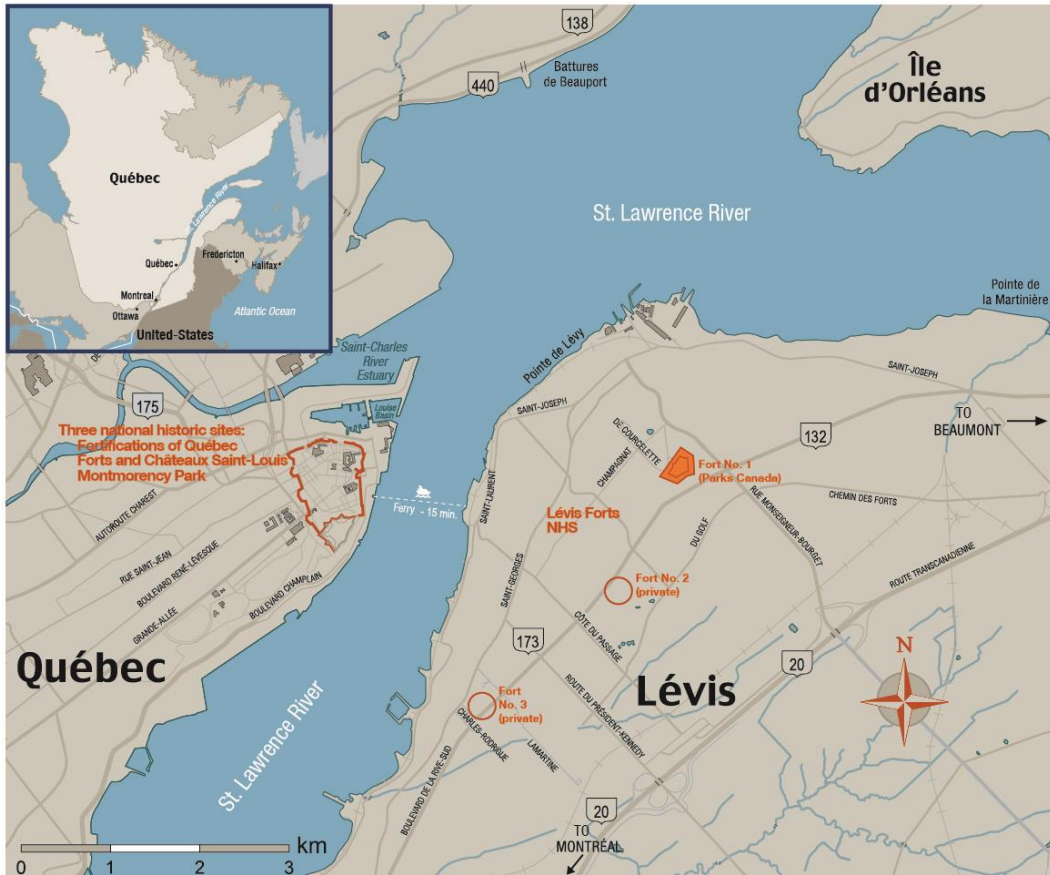 Québec
St. Lawrence River
Québec
Fredericton
Halifax
Montreal
Ottawa
United-States
Atlantic Ocean
138
440
Battures
de Beauport
Île
d'Orléans
St. Lawrence River
Pointe de
la Martinière
Pointe de Lévy
DE
Saint-Charles
River
Estuary
Louise
Basin
175
Three national historic sites:
Fortifications of Québec
Forts and Châteaux Saint-Louis
Montmorency Park
SAINT-JOSEPH
SAINT-JOSEPH
TO
BEAUMONT
132
DE COURCELETTE
CHAMPAGNAT
Fort No. 1
(Parks Canada)
CHEMIN DES FORTS
RUE MONSEIGNEUR-BOURGET
ROUTE TRANSCANADIENNE
Ferry - 15 min.
SAINT-LAURENT
Lévis Forts
NHS
DU GOLF
AUTOROUTE CHAREST
RUE SAINT-JEAN
BOULEVARD RENÉ-LÉVESQUE
GRANDE-ALLÉE
BOULEVARD CHAMPLAIN
SAINT-GEORGES
Fort No. 2
(private)
CÔTE DU PASSAGE
173
20
N
Québec
Lévis
ROUTE DU PRÉSIDENT-KENNEDY
Fort
No. 3
(private)
CHARLES-RODRIGUE
LAMARTINE
BOULEVARD DE LA RIVE-SUD
St. Lawrence River
20
TO
MONTRÉAL
km
0 1 2 3